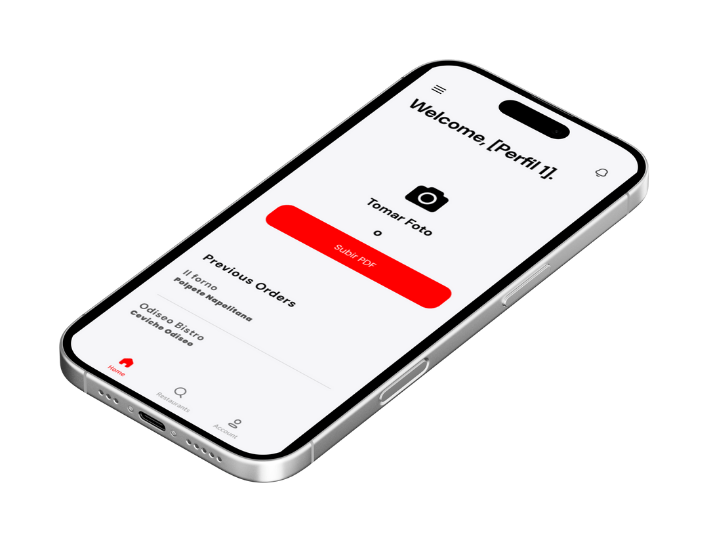 Welcome, [Perfil 1].
Tomar Foto
o
Subir PDF
Previous Orders
Il forno
Polpete Napolitana
Odiseo Bistro
Ceviche Odiseo
Home
Restaurants
Account